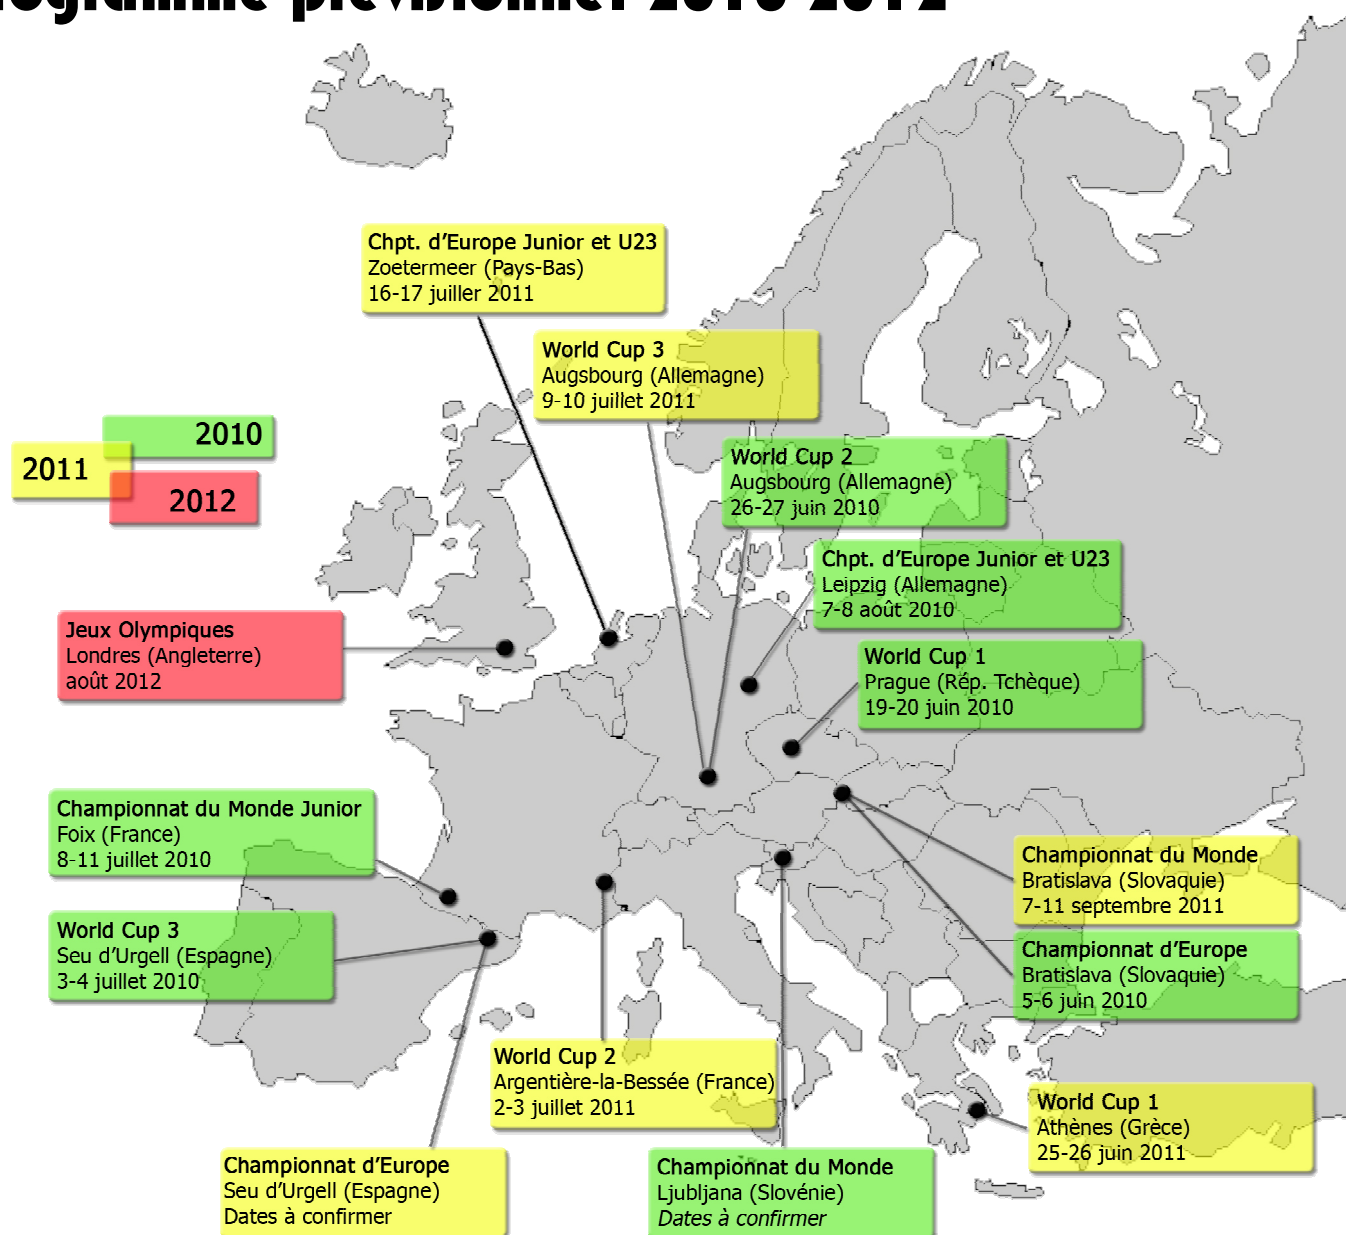 programme prévisionnel 2010-2012
Chpt. d'Europe Junior et U23
Zoetermeer (Pays-Bas)
16-17 juiller 2011
World Cup 3
Augsbourg (Allemagne)
9-10 juillet 2011
2010
2011
2012
World Cup 2
Augsbourg (Allemagne)
26-27 juin 2010
Chpt. d'Europe Junior et U23
Leipzig (Allemagne)
7-8 août 2010
Jeux Olympiques
Londres (Angleterre)
août 2012
World Cup 1
Prague (Rép. Tchèque)
19-20 juin 2010
Championnat du Monde Junior
Foix (France)
8-11 juillet 2010
Championnat du Monde
Bratislava (Slovaquie)
7-11 septembre 2011
World Cup 3
Seu d'Urgell (Espagne)
3-4 juillet 2010
Championnat d'Europe
Bratislava (Slovaquie)
5-6 juin 2010
World Cup 2
Argentière-la-Bessée (France)
2-3 juillet 2011
World Cup 1
Athènes (Grèce)
25-26 juin 2011
Championnat d'Europe
Seu d'Urgell (Espagne)
Dates à confirmer
Championnat du Monde
Ljubljana (Slovénie)
Dates à confirmer